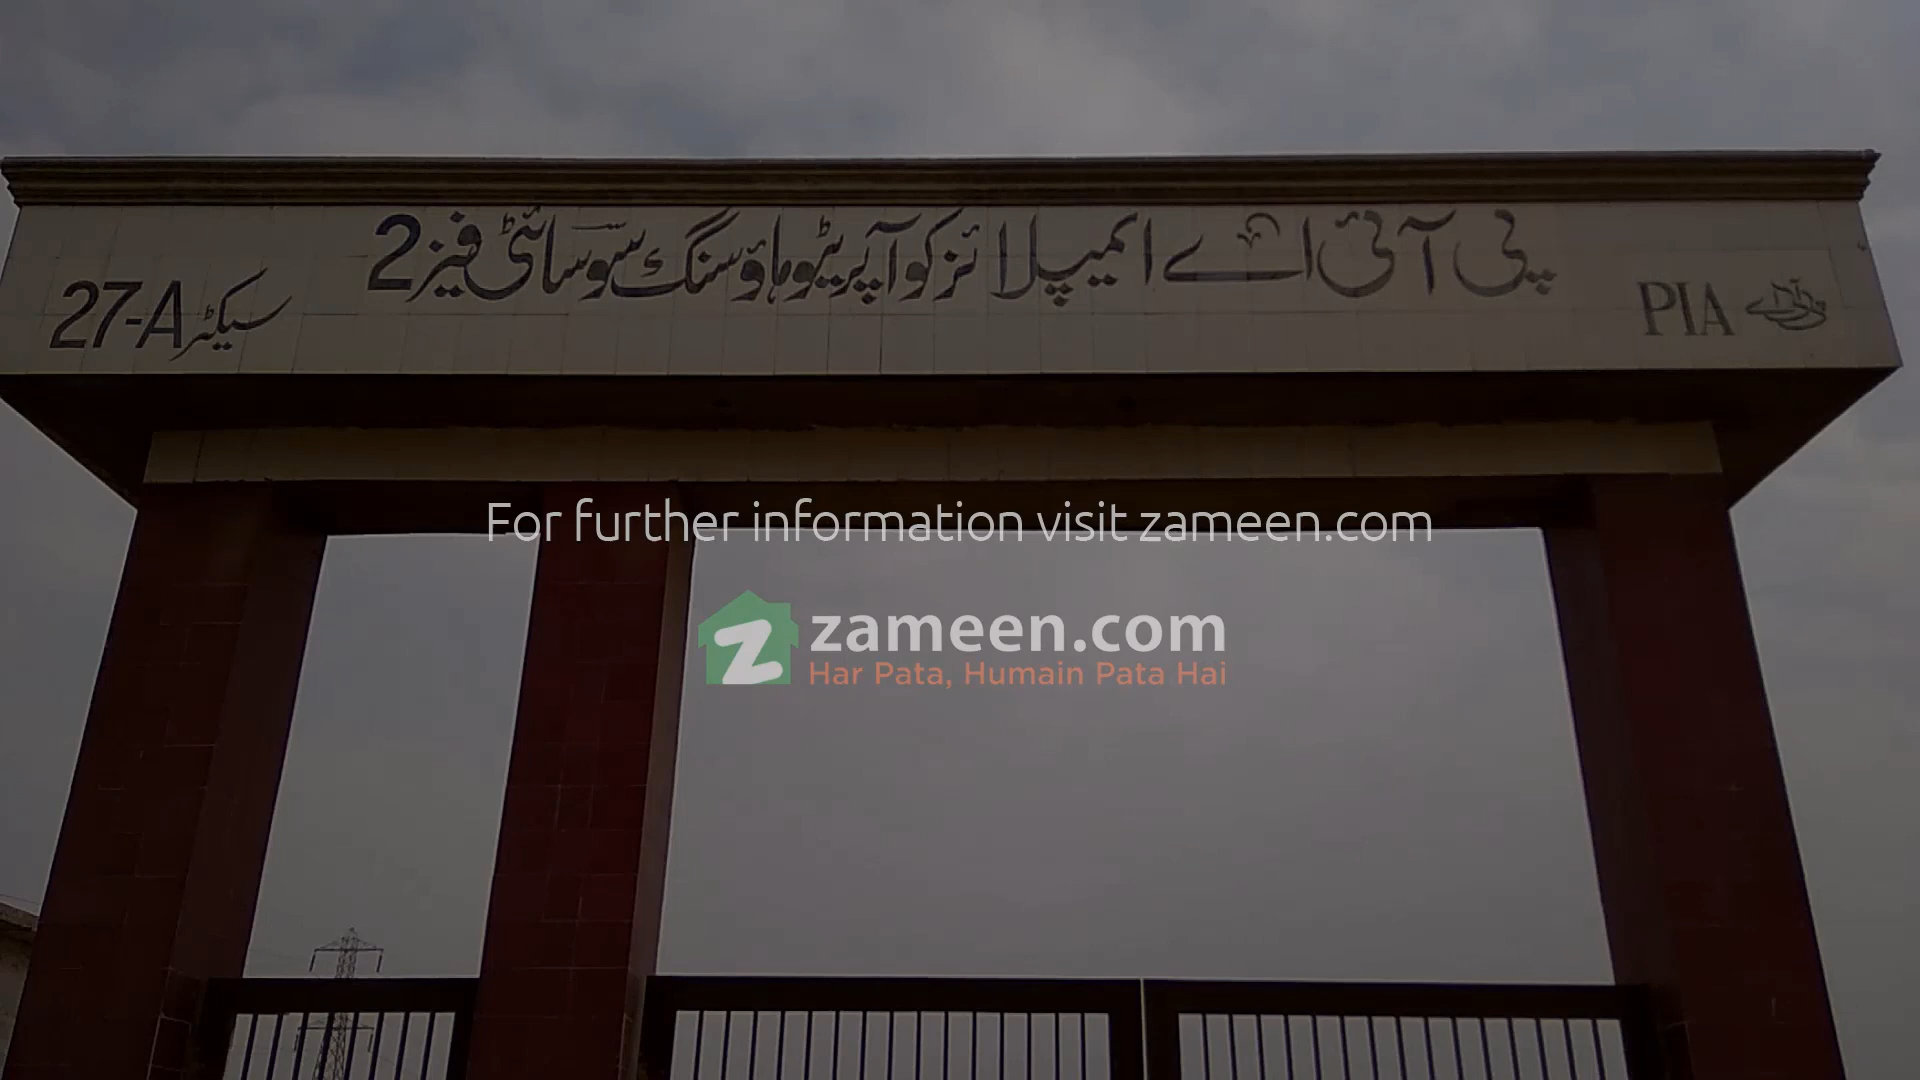 پی آئی اے ایمپلائز کوآپریٹو ہاؤسنگ سوسائٹی فیز 2
PIA
سیکٹر 27-A
For further information visit zameen.com
zameen.com
Har Pata, Humain Pata Hai